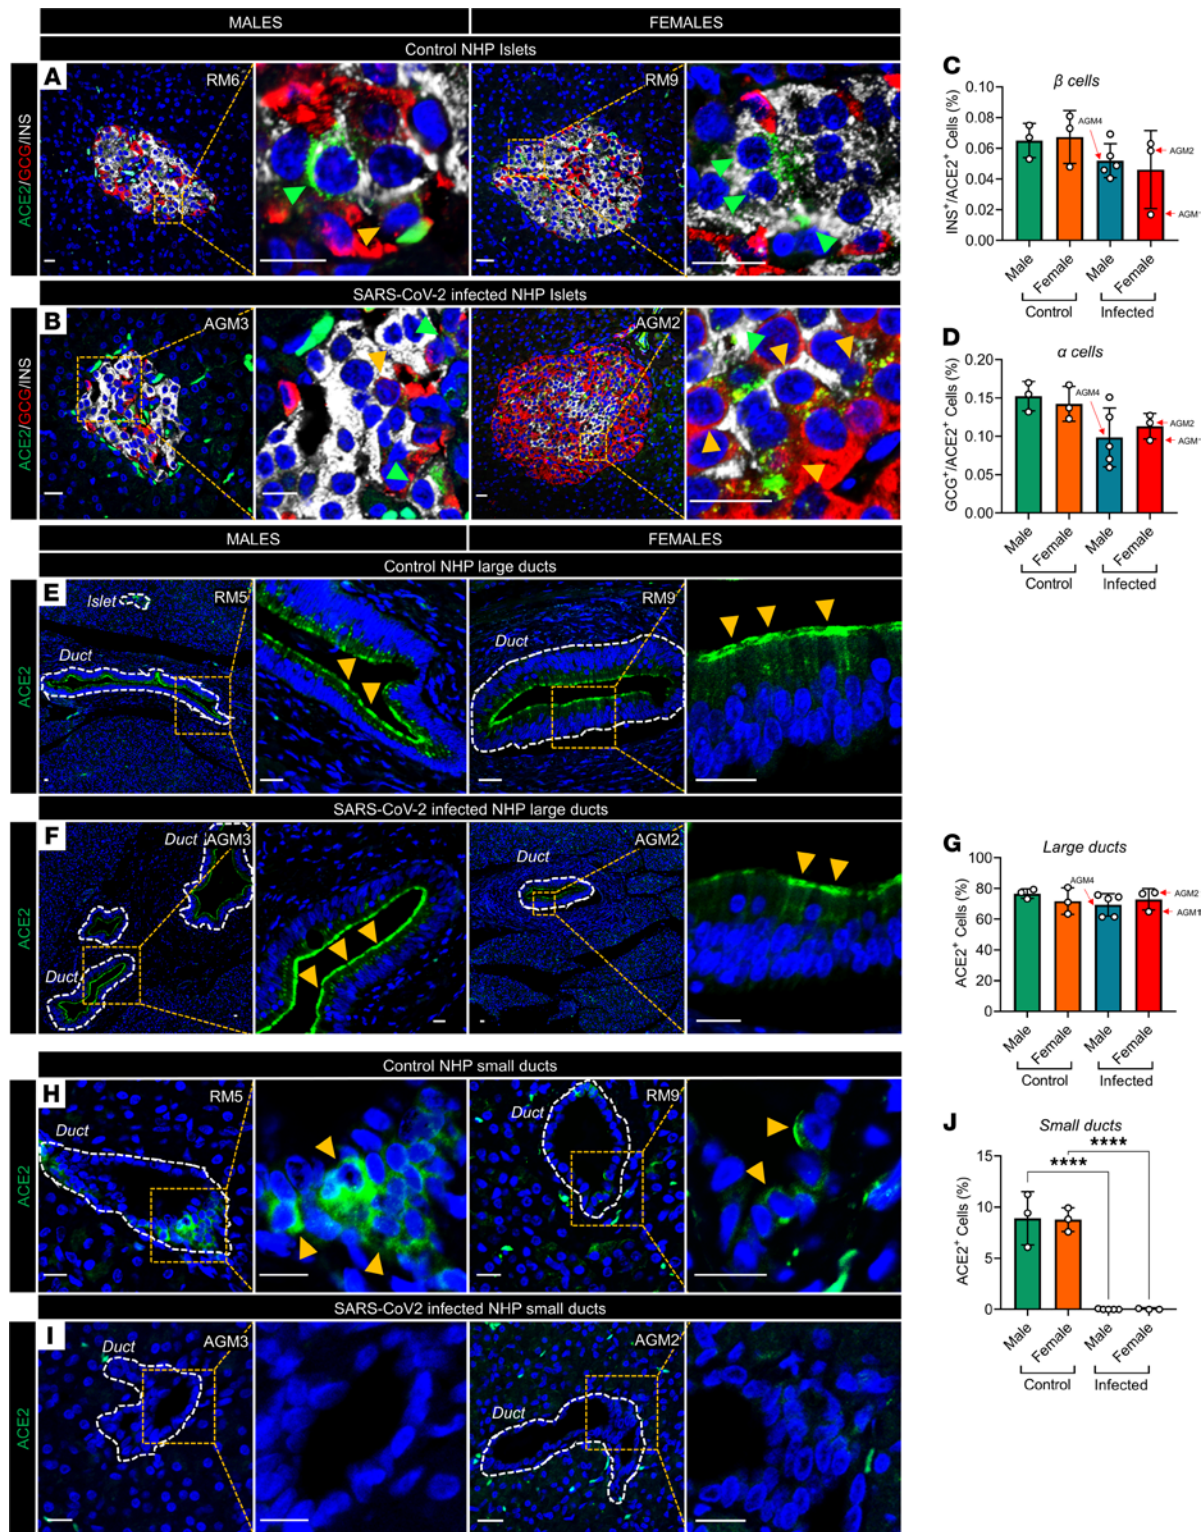 MALES
FEMALES
Control NHP Islets
ACE2/GCG/INS
A
RM6
RM9
SARS-CoV-2 infected NHP Islets
ACE2/GCG/INS
B
AGM3
AGM2
C
β cells
INS⁺/ACE2⁺ Cells (%)
0.10
0.08
0.06
0.04
0.02
0.00
AGM4
AGM2
Male
Female
Male
Female
Control
Infected
D
α cells
GCG⁺/ACE2⁺ Cells (%)
0.20
0.15
0.10
0.05
0.00
AGM4
AGM2
Male
Female
Male
Female
Control
Infected
MALES
FEMALES
Control NHP large ducts
ACE2
E
Islet
Duct
RM5
RM9
SARS-CoV-2 infected NHP large ducts
ACE2
F
Duct
AGM3
Duct
Duct
AGM2
G
Large ducts
ACE2⁺ Cells (%)
100
80
60
40
20
0
AGM4
AGM2
AGM1
Male
Female
Male
Female
Control
Infected
Control NHP small ducts
ACE2
H
RM5
Duct
Duct
RM9
SARS-CoV2 infected NHP small ducts
ACE2
I
Duct
AGM3
AGM2
Duct
J
Small ducts
ACE2⁺ Cells (%)
15
10
5
0
****
****
Male
Female
Male
Female
Control
Infected